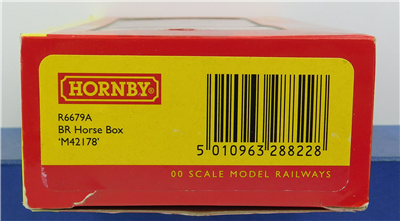 HORNBY®
R6679A
BR Horse Box
'M42178'
5 010963 288228
00 SCALE MODEL RAILWAYS